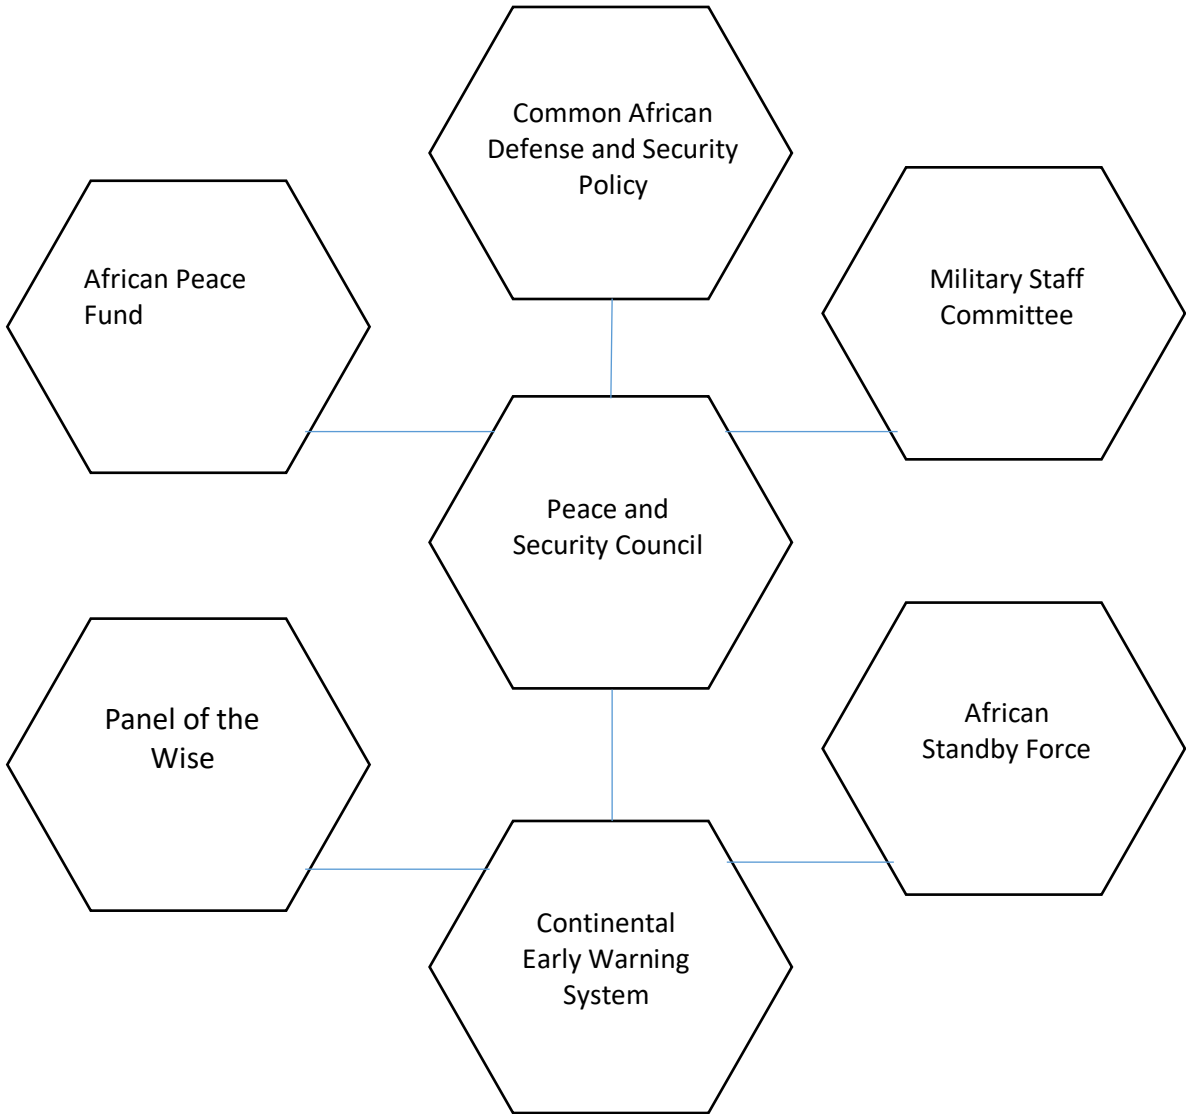 Common African
Defense and Security
Policy
African Peace
Fund
Military Staff
Committee
Peace and
Security Council
Panel of the
Wise
African
Standby Force
Continental
Early Warning
System